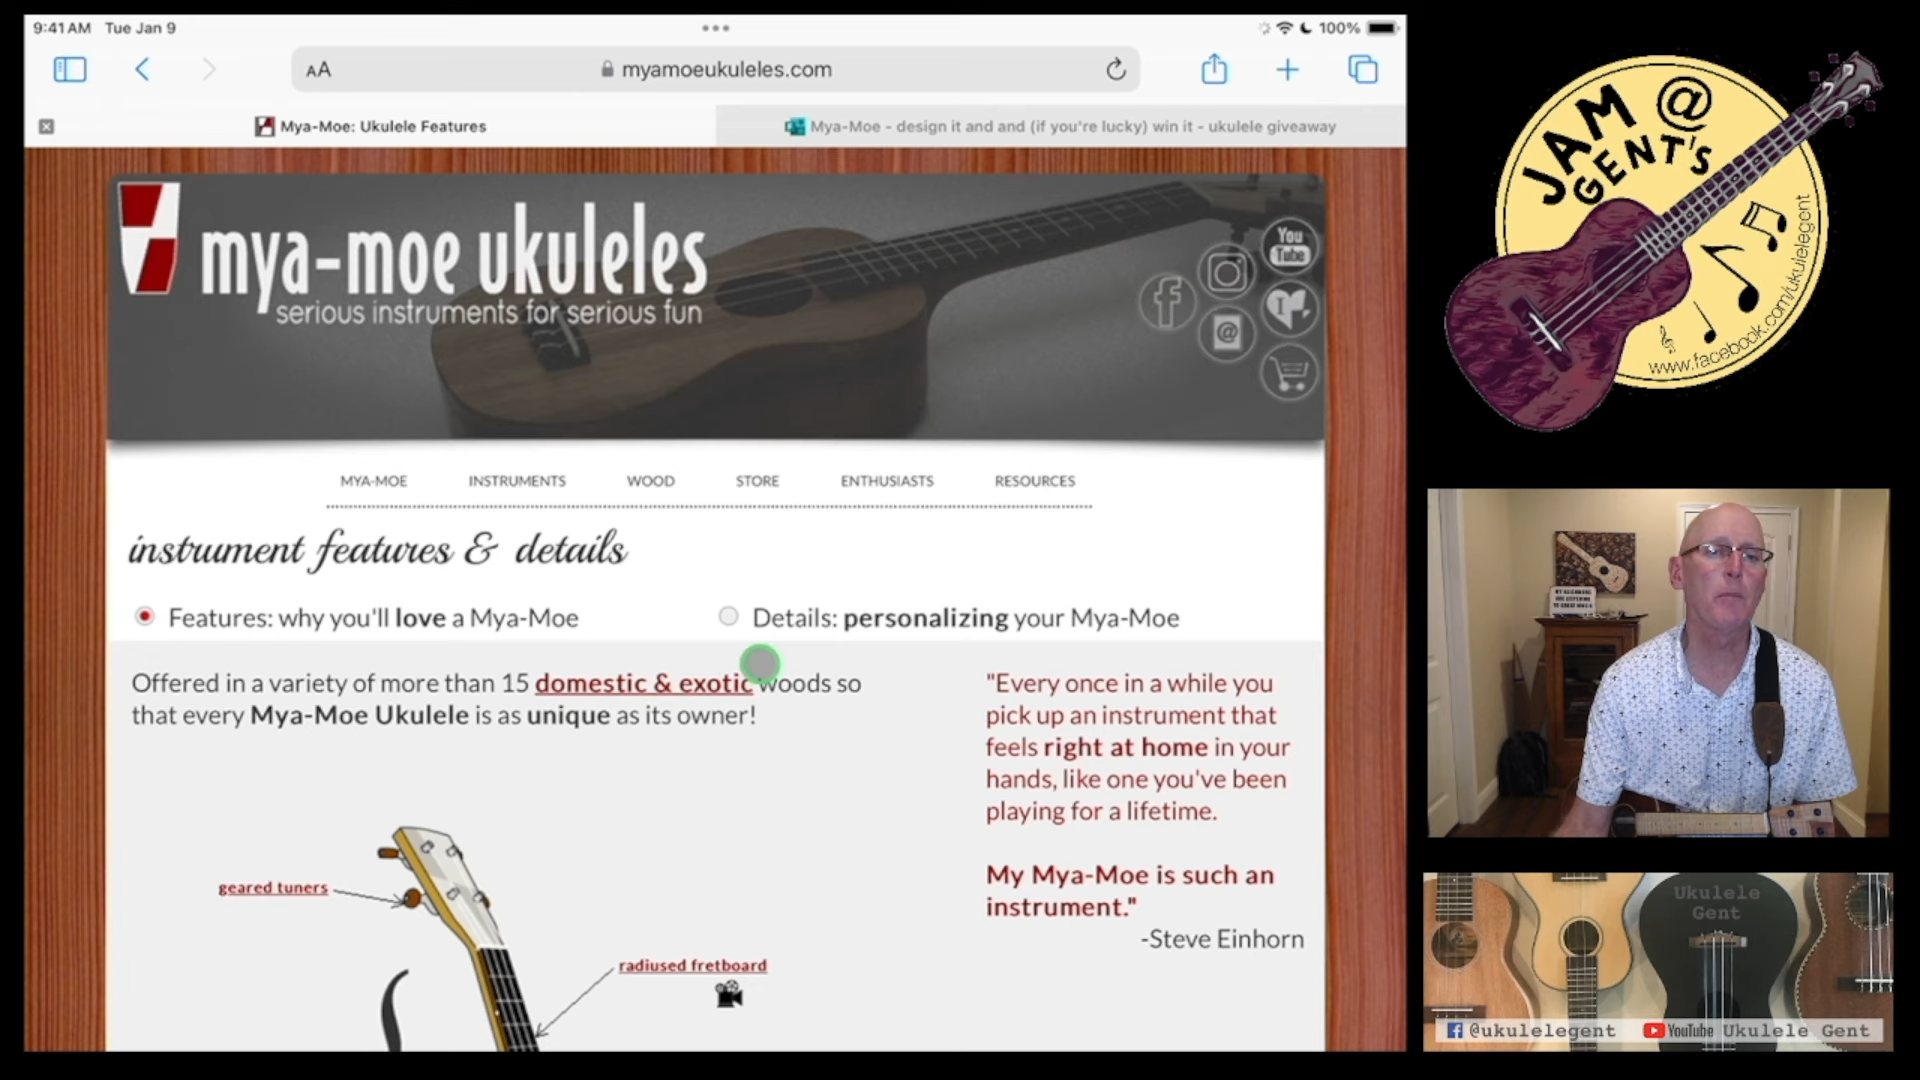 9:41 AM Tue Jan 9
100%
AA
myamoeukuleles.com
Mya-Moe: Ukulele Features
Mya-Moe - design it and and (if you're lucky) win it - ukulele giveaway
mya-moe ukuleles
serious instruments for serious fun
You
Tube
MYA-MOE INSTRUMENTS WOOD STORE ENTHUSIASTS RESOURCES
instrument features & details
Features: why you'll love a Mya-Moe
Details: personalizing your Mya-Moe
Offered in a variety of more than 15 domestic & exotic woods so
that every Mya-Moe Ukulele is as unique as its owner!
"Every once in a while you
pick up an instrument that
feels right at home in your
hands, like one you've been
playing for a lifetime.
My Mya-Moe is such an
instrument."
-Steve Einhorn
geared tuners
radiused fretboard
JAM @
GENT'S
www.facebook.com/ukulelegent
Ukulele
Gent
@ukulelegent
YouTube Ukulele Gent